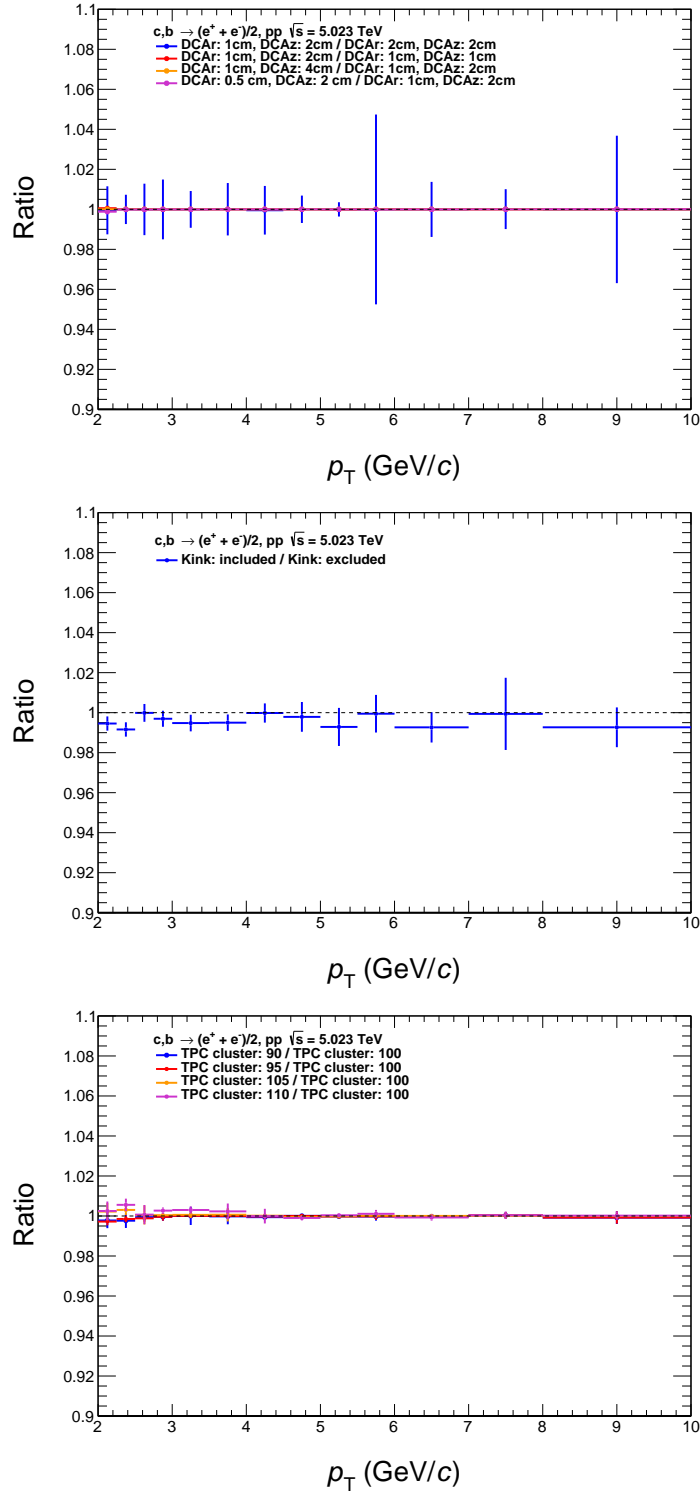 1.1
c,b → (e⁺ + e⁻)/2, pp √s = 5.023 TeV
DCAr: 1cm, DCAz: 2cm / DCAr: 2cm, DCAz: 2cm
DCAr: 1cm, DCAz: 2cm / DCAr: 1cm, DCAz: 1cm
DCAr: 1cm, DCAz: 4cm / DCAr: 1cm, DCAz: 2cm
DCAr: 0.5 cm, DCAz: 2 cm / DCAr: 1cm, DCAz: 2cm
1.08
1.06
1.04
1.02
1
0.98
0.96
0.94
0.92
0.9
Ratio
2 3 4 5 6 7 8 9 10
p_T (GeV/c)
1.1
c,b → (e⁺ + e⁻)/2, pp √s = 5.023 TeV
Kink: included / Kink: excluded
1.08
1.06
1.04
1.02
1
0.98
0.96
0.94
0.92
0.9
Ratio
2 3 4 5 6 7 8 9 10
p_T (GeV/c)
1.1
c,b → (e⁺ + e⁻)/2, pp √s = 5.023 TeV
TPC cluster: 90 / TPC cluster: 100
TPC cluster: 95 / TPC cluster: 100
TPC cluster: 105 / TPC cluster: 100
TPC cluster: 110 / TPC cluster: 100
1.08
1.06
1.04
1.02
1
0.98
0.96
0.94
0.92
0.9
Ratio
2 3 4 5 6 7 8 9 10
p_T (GeV/c)